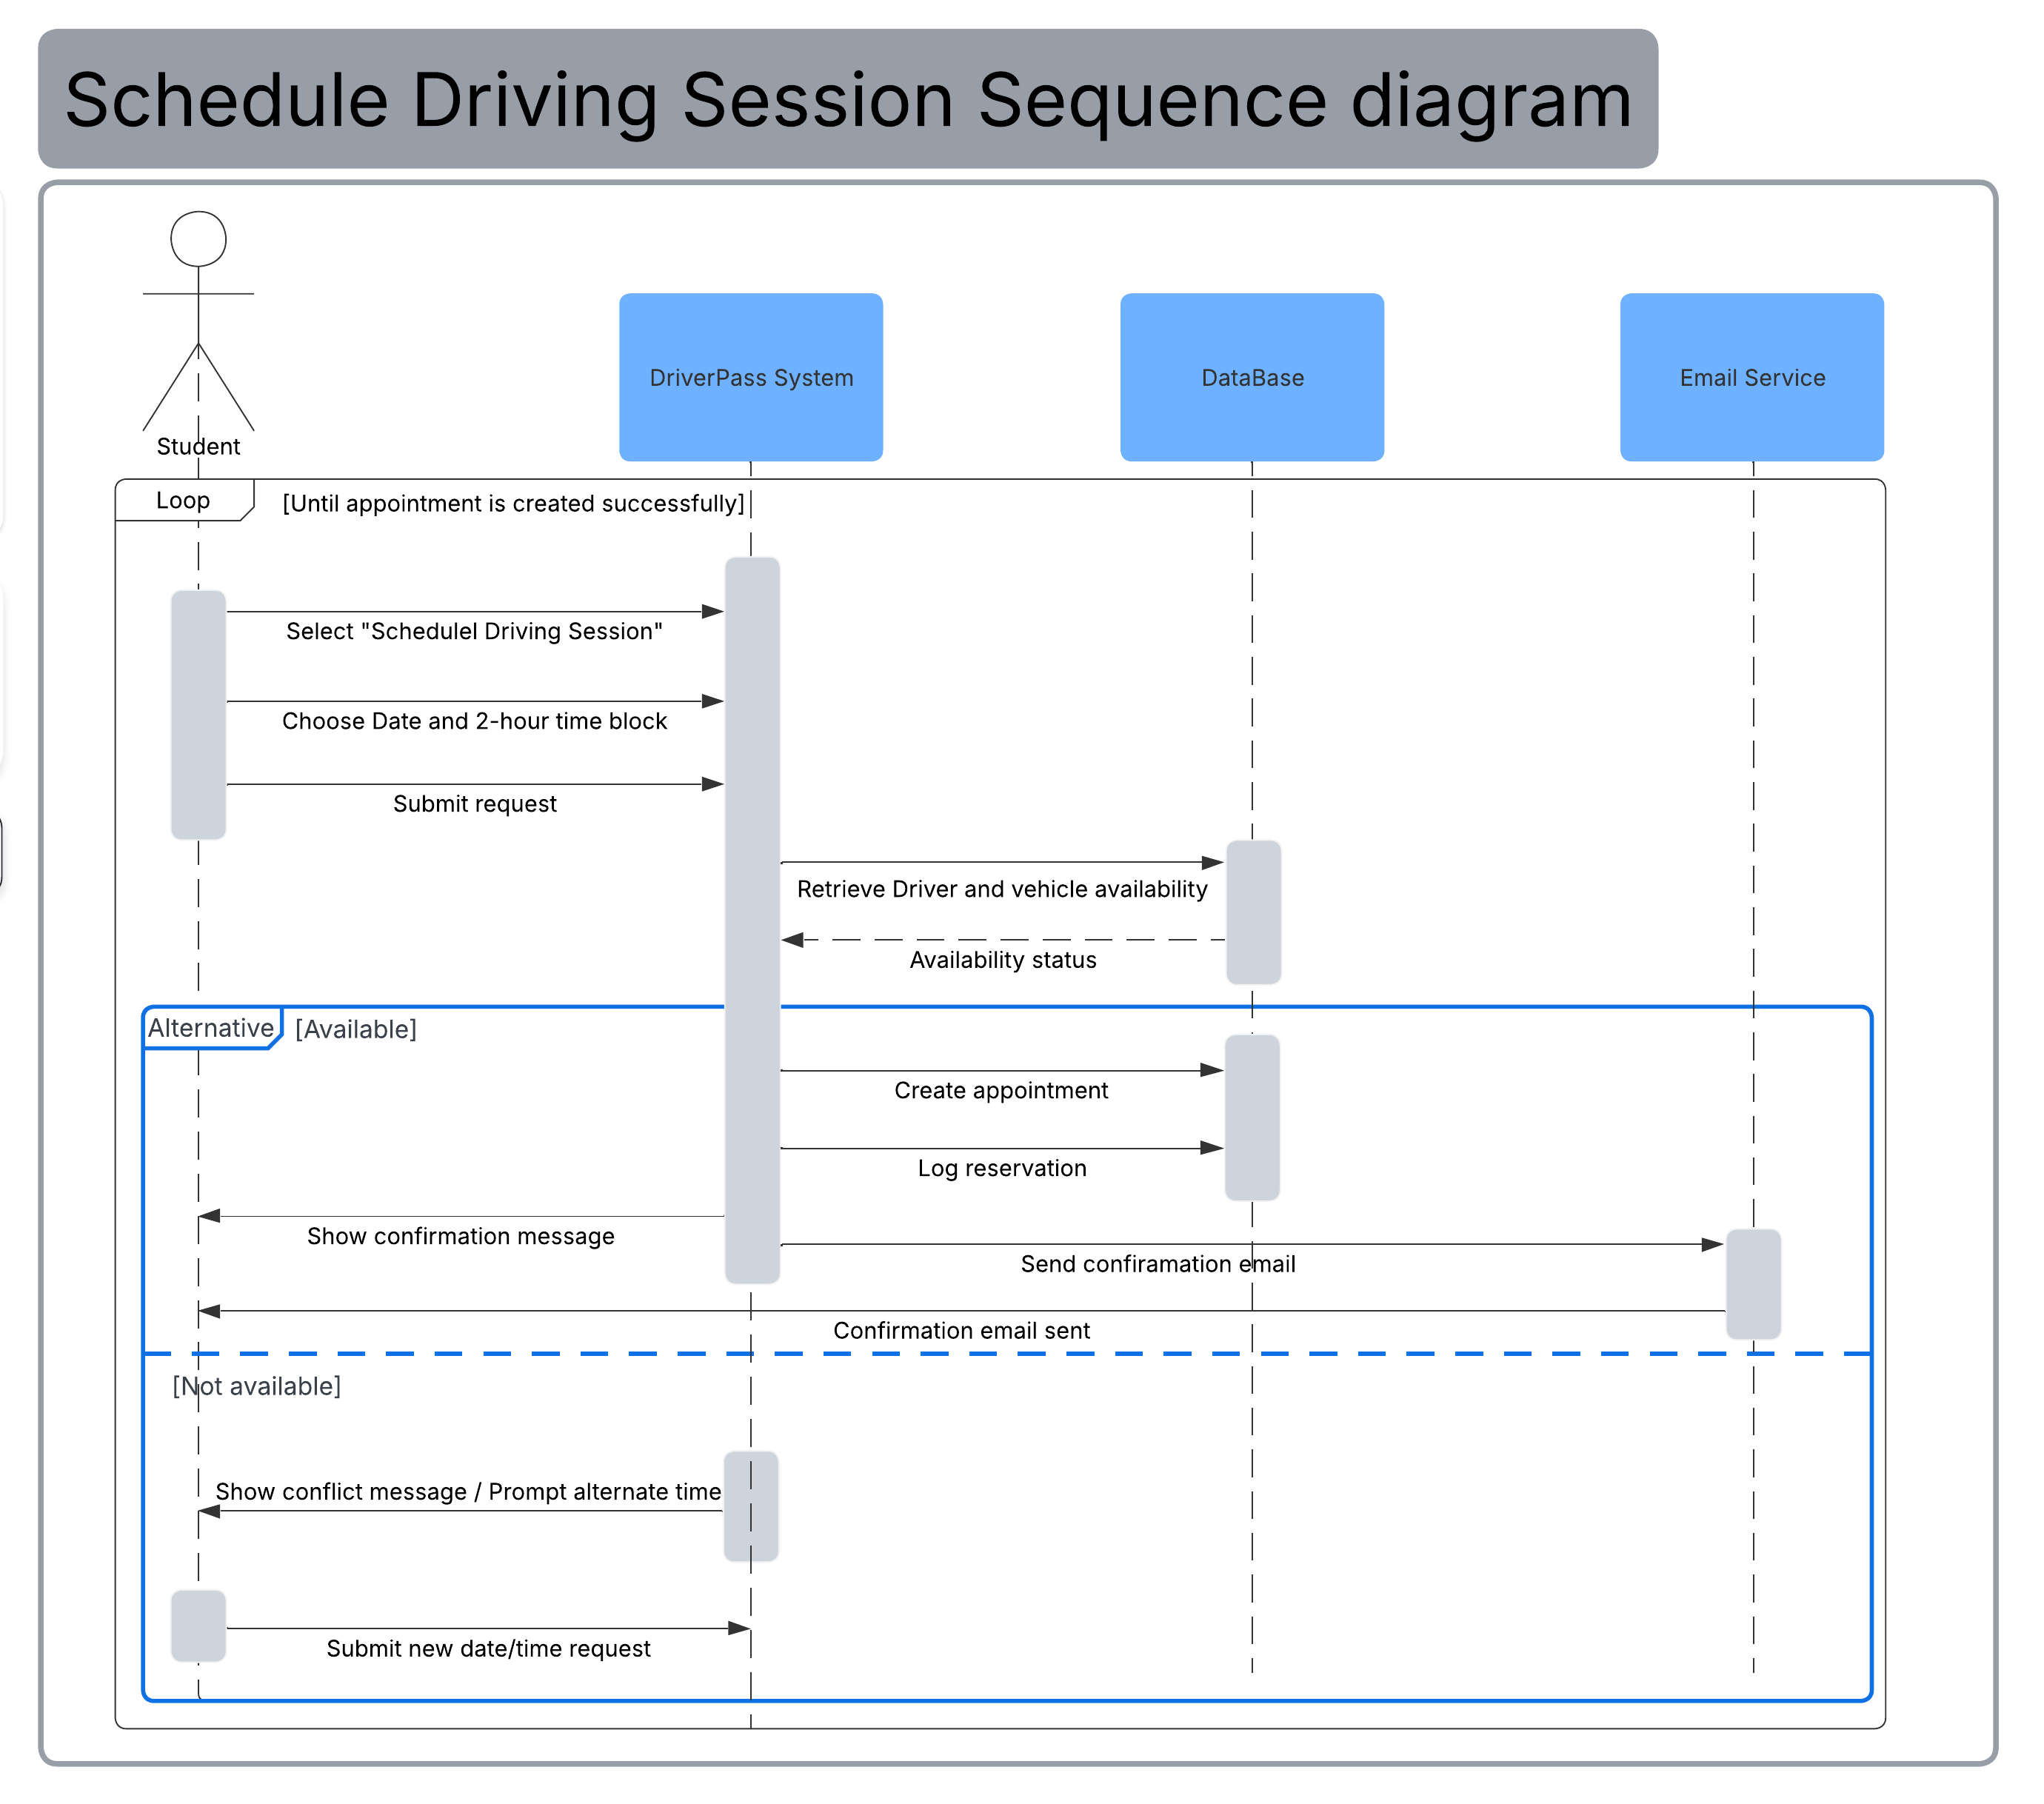 Schedule Driving Session Sequence diagram
Student
DriverPass System
DataBase
Email Service
Loop
[Until appointment is created successfully]
Select "Schedulel Driving Session"
Choose Date and 2-hour time block
Submit request
Retrieve Driver and vehicle availability
Availability status
Alternative
[Available]
Create appointment
Log reservation
Show confirmation message
Send confiramation email
Confirmation email sent
[Not available]
Show conflict message / Prompt alternate time
Submit new date/time request